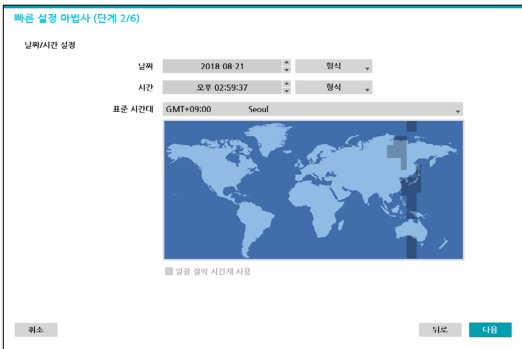 빠른 설정 마법사 (단계 2/6)
날짜/시간 설정
날짜 2018-08-21 형식
시간 오후 02:59:37 형식
표준 시간대 GMT+09:00 Seoul
일광 절약 시간제 사용
취소 뒤로 다음